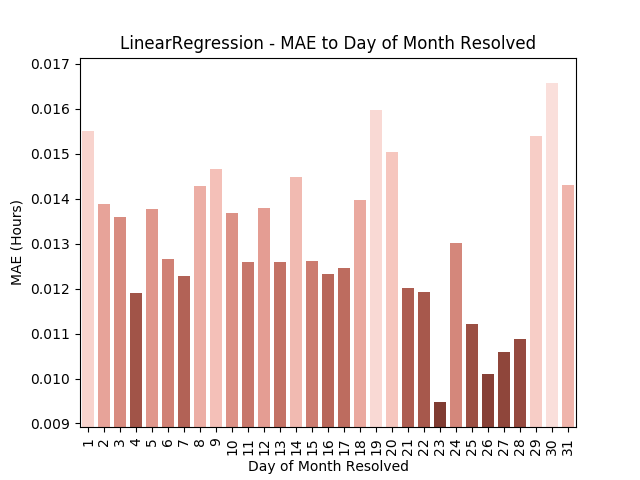 LinearRegression - MAE to Day of Month Resolved
0.017
0.016
0.015
0.014
0.013
0.012
0.011
0.010
0.009
MAE (Hours)
1 2 3 4 5 6 7 8 9 10 11 12 13 14 15 16 17 18 19 20 21 22 23 24 25 26 27 28 29 30 31
Day of Month Resolved